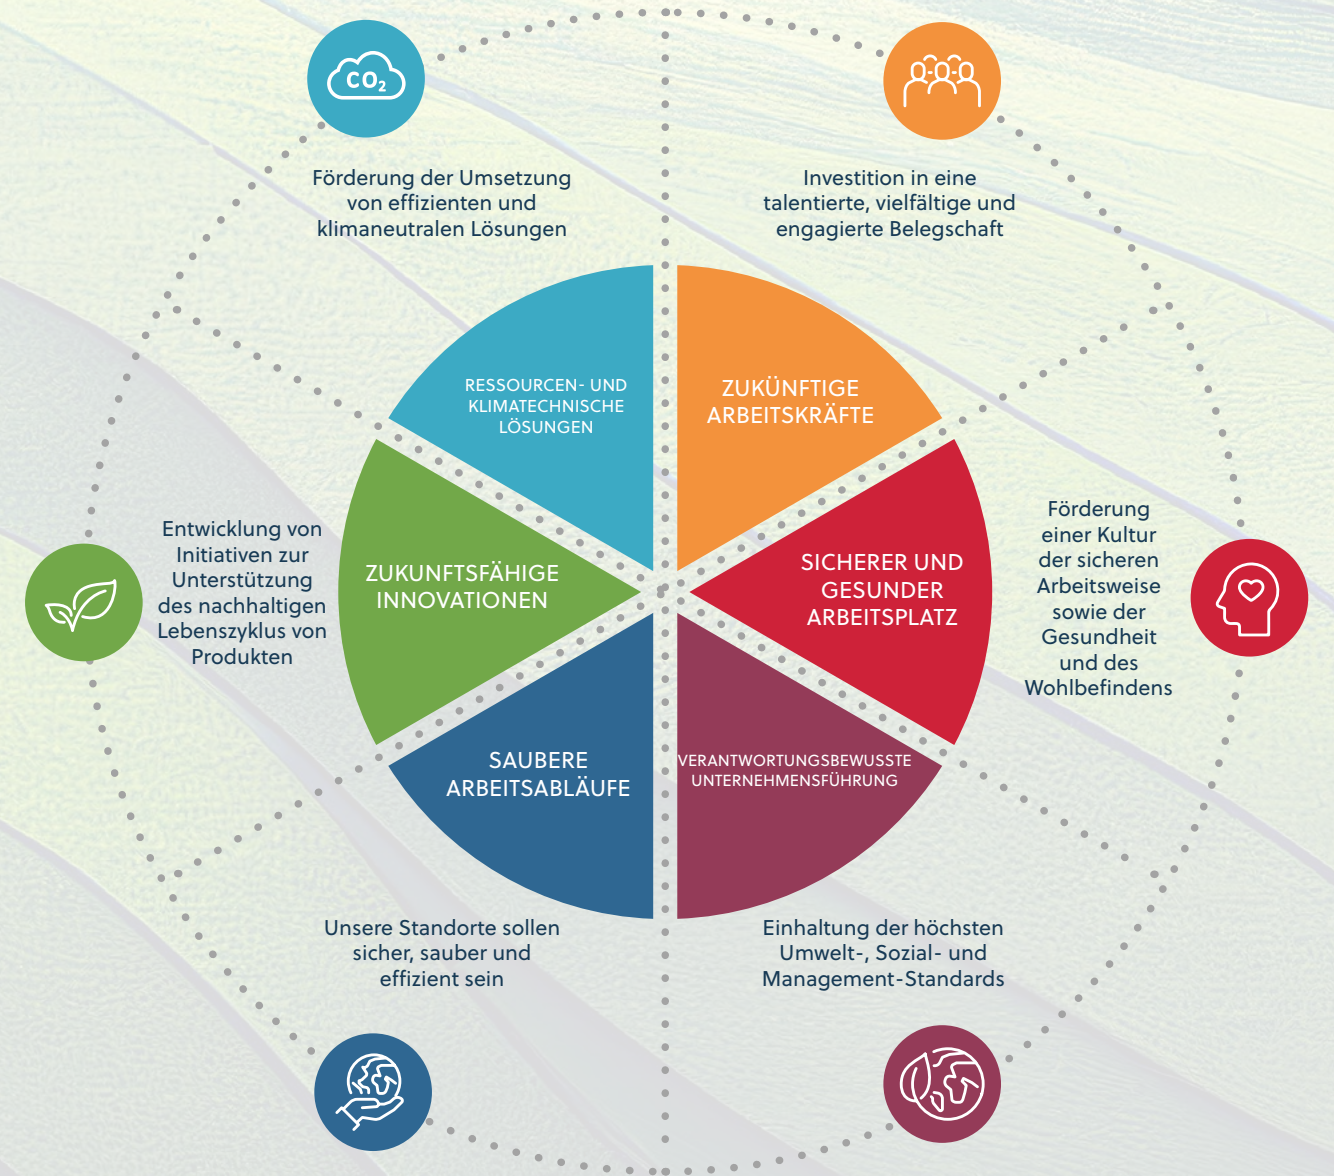 CO₂
Förderung der Umsetzung
von effizienten und
klimaneutralen Lösungen
Investition in eine
talentierte, vielfältige und
engagierte Belegschaft
RESSOURCEN- UND
KLIMATECHNISCHE
LÖSUNGEN
ZUKÜNFTIGE
ARBEITSKRÄFTE
Entwicklung von
Initiativen zur
Unterstützung
des nachhaltigen
Lebenszyklus von
Produkten
ZUKUNFTSFÄHIGE
INNOVATIONEN
SICHERER UND
GESUNDER
ARBEITSPLATZ
Förderung
einer Kultur
der sicheren
Arbeitsweise
sowie der
Gesundheit
und des
Wohlbefindens
SAUBERE
ARBEITSABLÄUFE
VERANTWORTUNGSBEWUSSTE
UNTERNEHMENSFÜHRUNG
Unsere Standorte sollen
sicher, sauber und
effizient sein
Einhaltung der höchsten
Umwelt-, Sozial- und
Management-Standards